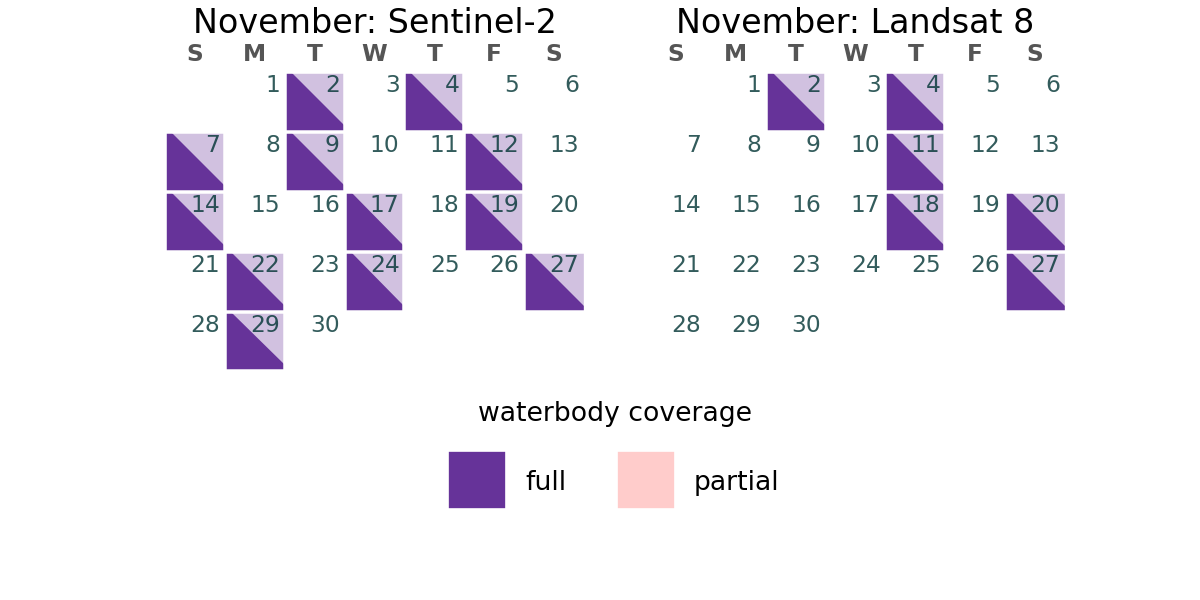 November: Sentinel-2
S M T W T F S
1 2 3 4 5 6
7 8 9 10 11 12 13
14 15 16 17 18 19 20
21 22 23 24 25 26 27
28 29 30
November: Landsat 8
S M T W T F S
1 2 3 4 5 6
7 8 9 10 11 12 13
14 15 16 17 18 19 20
21 22 23 24 25 26 27
28 29 30
waterbody coverage
full partial